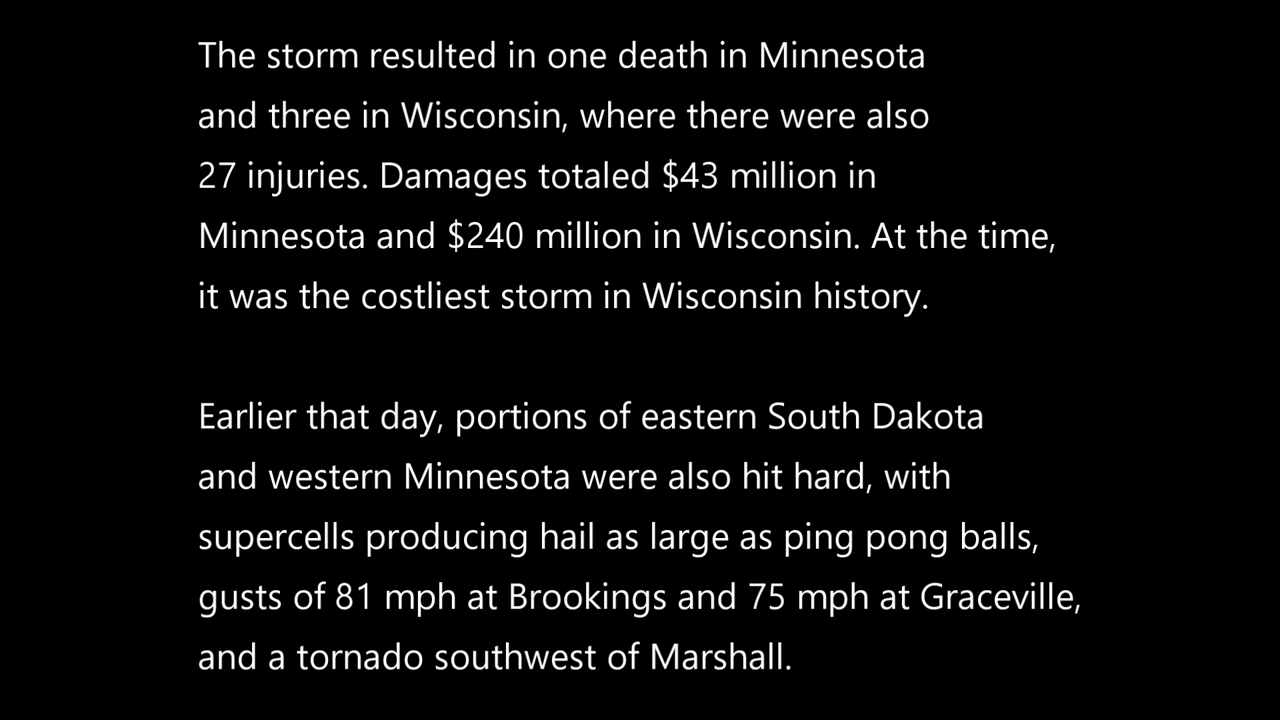 The storm resulted in one death in Minnesota
and three in Wisconsin, where there were also
27 injuries. Damages totaled $43 million in
Minnesota and $240 million in Wisconsin. At the time,
it was the costliest storm in Wisconsin history.
Earlier that day, portions of eastern South Dakota
and western Minnesota were also hit hard, with
supercells producing hail as large as ping pong balls,
gusts of 81 mph at Brookings and 75 mph at Graceville,
and a tornado southwest of Marshall.